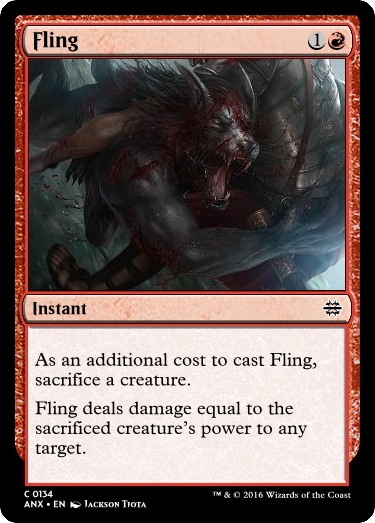 Fling 1
Instant
As an additional cost to cast Fling,
sacrifice a creature.
Fling deals damage equal to the
sacrificed creature's power to any
target.
C 0134
ANX • EN Jackson Tjota ™ & © 2016 Wizards of the Coast